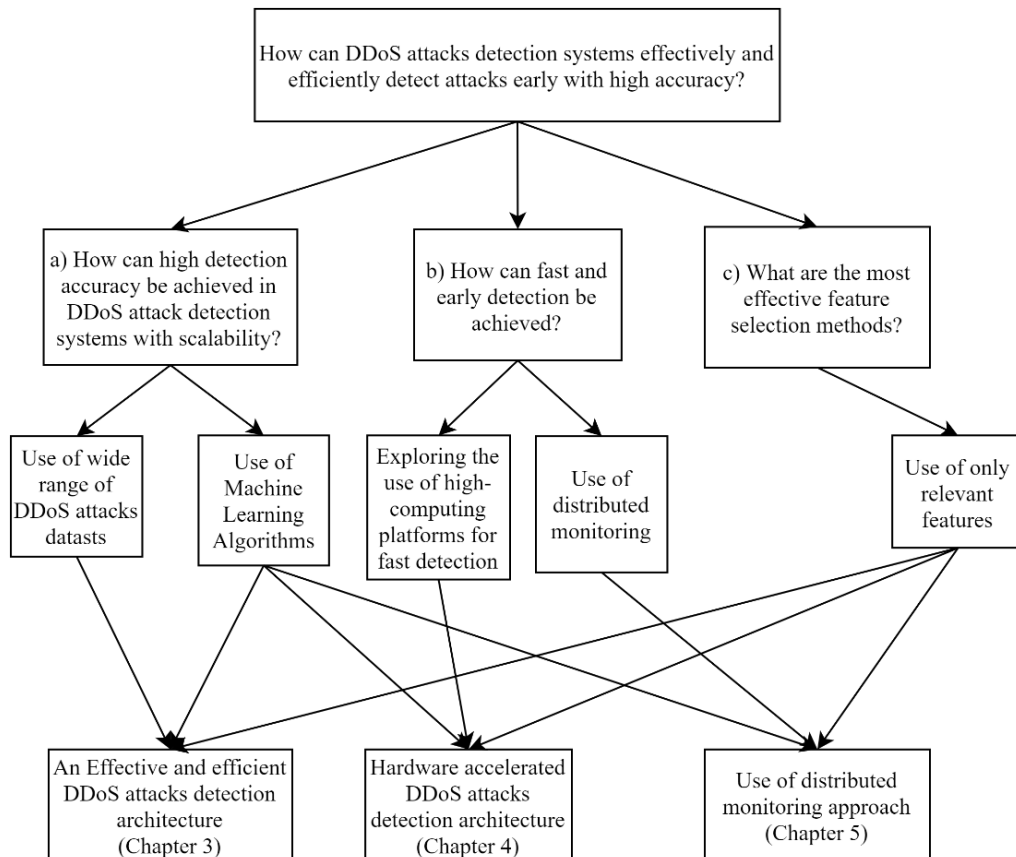 How can DDoS attacks detection systems effectively and
efficiently detect attacks early with high accuracy?
a) How can high detection
accuracy be achieved in
DDoS attack detection
systems with scalability?
b) How can fast and
early detection be
achieved?
c) What are the most
effective feature
selection methods?
Use of wide
range of
DDoS attacks
datasts
Use of
Machine
Learning
Algorithms
Exploring the
use of high-
computing
platforms for
fast detection
Use of
distributed
monitoring
Use of only
relevant
features
An Effective and efficient
DDoS attacks detection
architecture
(Chapter 3)
Hardware accelerated
DDoS attacks
detection architecture
(Chapter 4)
Use of distributed
monitoring approach
(Chapter 5)